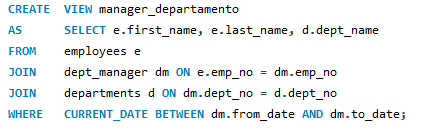 CREATE VIEW manager_departamento
AS SELECT e.first_name, e.last_name, d.dept_name
FROM employees e
JOIN dept_manager dm ON e.emp_no = dm.emp_no
JOIN departments d ON dm.dept_no = d.dept_no
WHERE CURRENT_DATE BETWEEN dm.from_date AND dm.to_date;